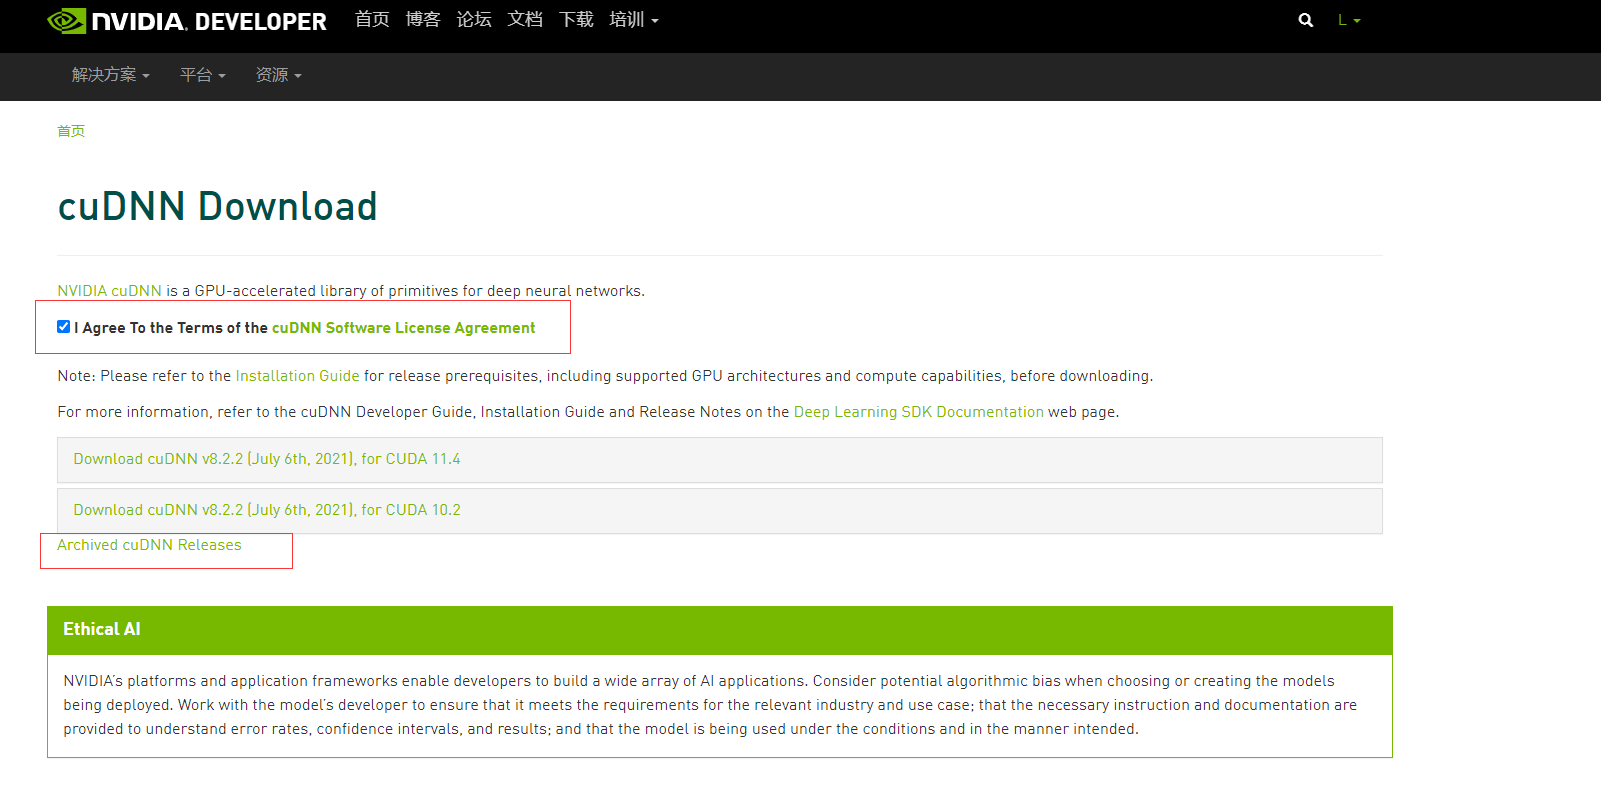 NVIDIA. DEVELOPER 首页 博客 论坛 文档 下载 培训 L
解决方案 平台 资源
首页
cuDNN Download
NVIDIA cuDNN is a GPU-accelerated library of primitives for deep neural networks.
I Agree To the Terms of the cuDNN Software License Agreement
Note: Please refer to the Installation Guide for release prerequisites, including supported GPU architectures and compute capabilities, before downloading.
For more information, refer to the cuDNN Developer Guide, Installation Guide and Release Notes on the Deep Learning SDK Documentation web page.
Download cuDNN v8.2.2 (July 6th, 2021), for CUDA 11.4
Download cuDNN v8.2.2 (July 6th, 2021), for CUDA 10.2
Archived cuDNN Releases
Ethical AI
NVIDIA's platforms and application frameworks enable developers to build a wide array of AI applications. Consider potential algorithmic bias when choosing or creating the models
being deployed. Work with the model's developer to ensure that it meets the requirements for the relevant industry and use case; that the necessary instruction and documentation are
provided to understand error rates, confidence intervals, and results; and that the model is being used under the conditions and in the manner intended.